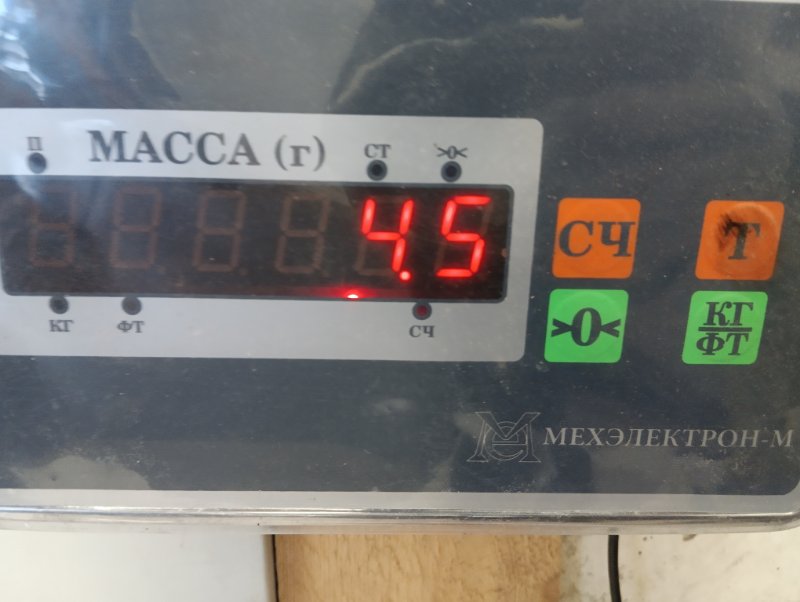 П МАССА (г) СТ >0<
4.5
КГ ФТ СЧ
СЧ Т
>0< КГ/ФТ
МЕХЭЛЕКТРОН-М